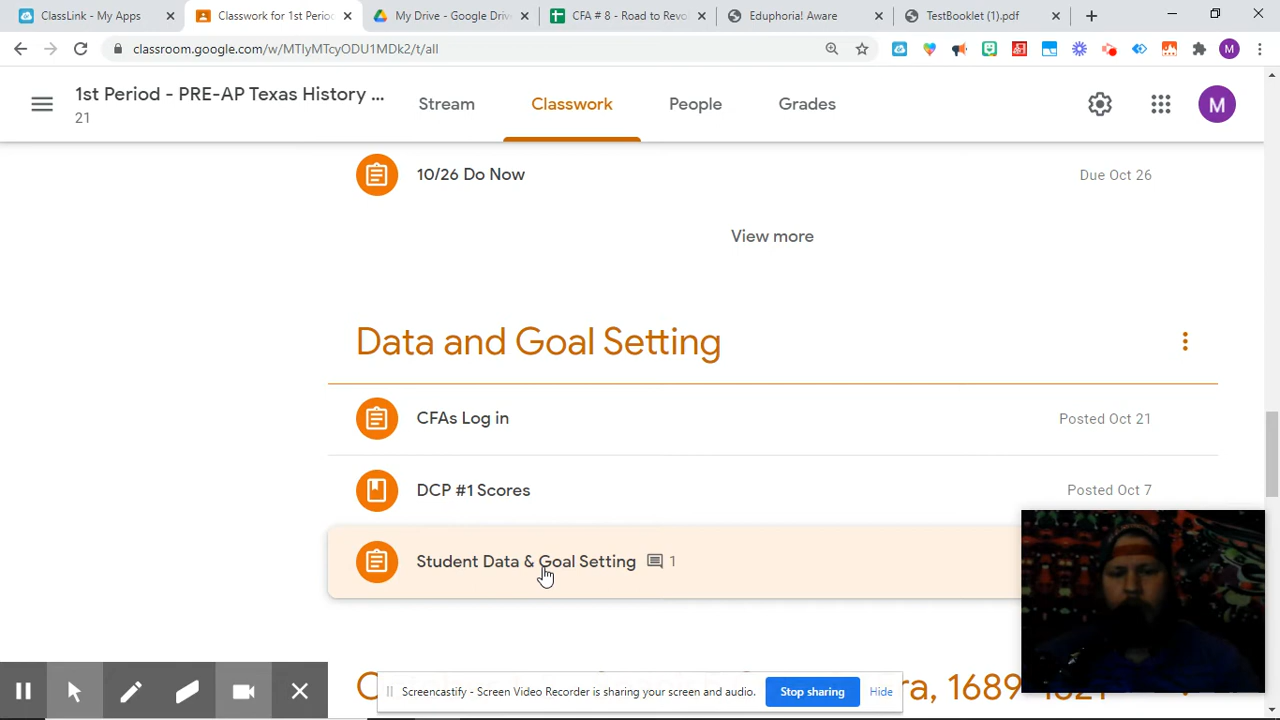 ClassLink - My Apps
Classwork for 1st Perio
My Drive - Google Driv
CFA # 8 - Road to Revo
Eduphoria! Aware
TestBooklet (1).pdf
classroom.google.com/w/MTIyMTcyODU1MDk2/t/all
M
1st Period - PRE-AP Texas History ...
21
Stream
Classwork
People
Grades
M
10/26 Do Now
Due Oct 26
View more
Data and Goal Setting
CFAs Log in
Posted Oct 21
DCP #1 Scores
Posted Oct 7
Student Data & Goal Setting 1
Screencastify - Screen Video Recorder is sharing your screen and audio.
Stop sharing
Hide